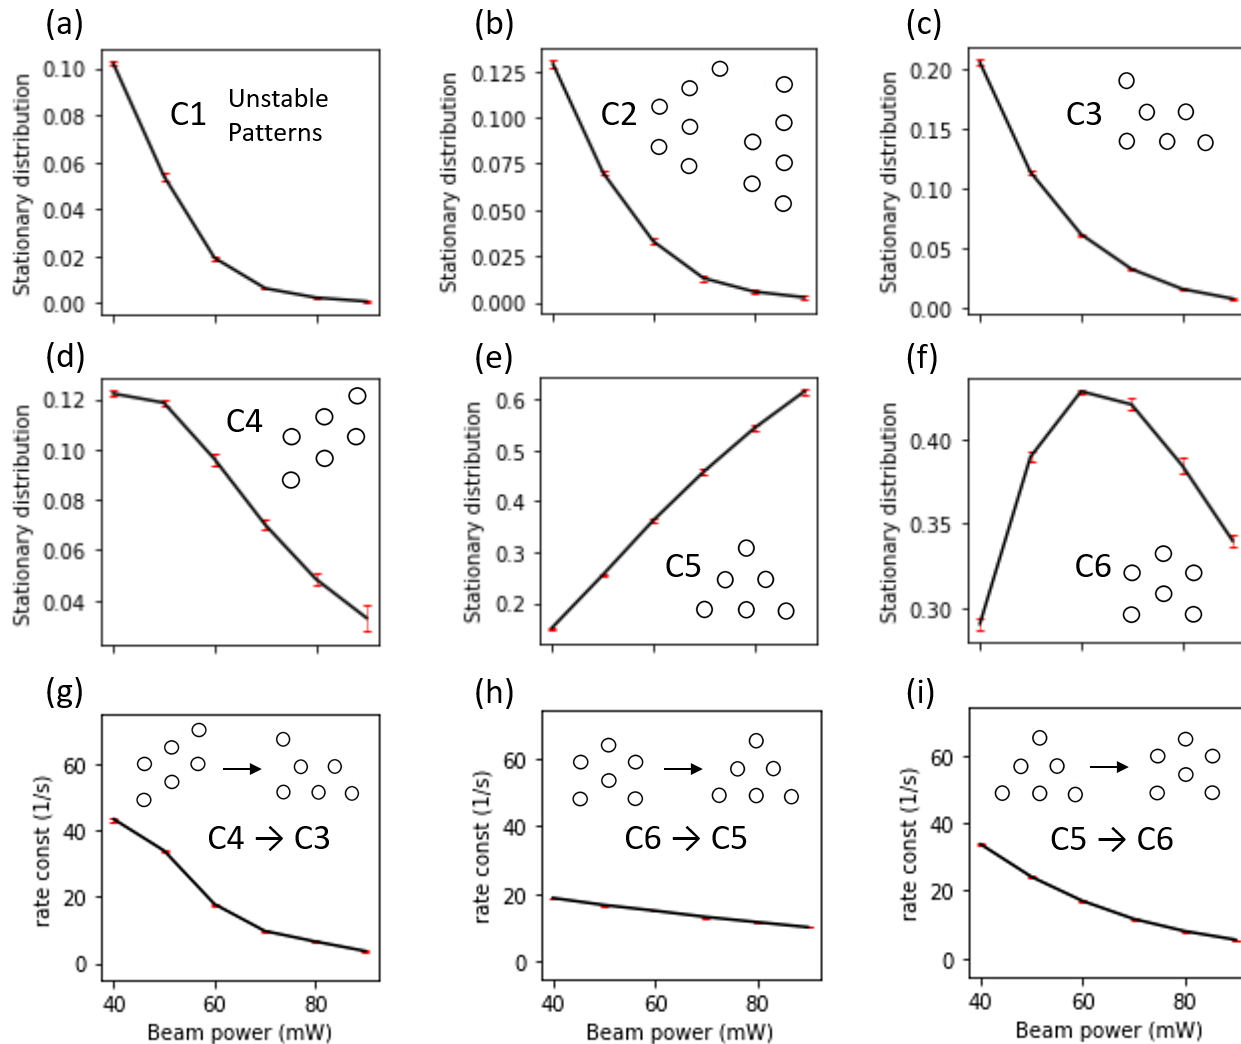 (a)
Stationary distribution
0.10
0.08
0.06
0.04
0.02
0.00
C1
Unstable
Patterns
(b)
Stationary distribution
0.125
0.100
0.075
0.050
0.025
0.000
C2
(c)
Stationary distribution
0.20
0.15
0.10
0.05
0.00
C3
(d)
Stationary distribution
0.12
0.10
0.08
0.06
0.04
C4
(e)
Stationary distribution
0.6
0.5
0.4
0.3
0.2
C5
(f)
Stationary distribution
0.40
0.35
0.30
C6
(g)
rate const (1/s)
60
40
20
0
C4 → C3
40
60
80
Beam power (mW)
(h)
rate const (1/s)
60
40
20
0
C6 → C5
40
60
80
Beam power (mW)
(i)
rate const (1/s)
60
40
20
0
C5 → C6
40
60
80
Beam power (mW)